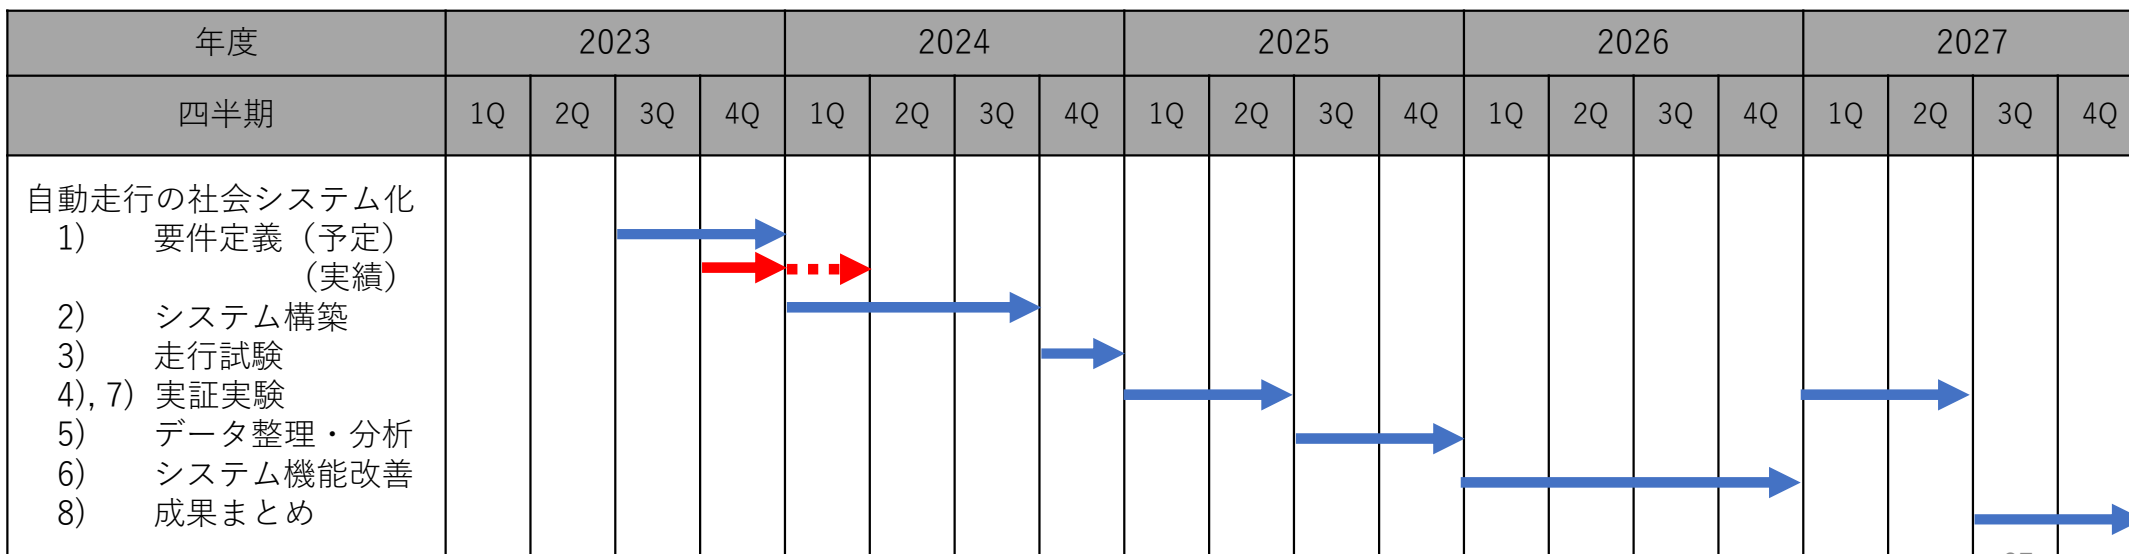 年度 2023 2024 2025 2026 2027
四半期 1Q 2Q 3Q 4Q 1Q 2Q 3Q 4Q 1Q 2Q 3Q 4Q 1Q 2Q 3Q 4Q 1Q 2Q 3Q 4Q
自動走行の社会システム化
1) 要件定義（予定）
（実績）
2) システム構築
3) 走行試験
4), 7) 実証実験
5) データ整理・分析
6) システム機能改善
8) 成果まとめ